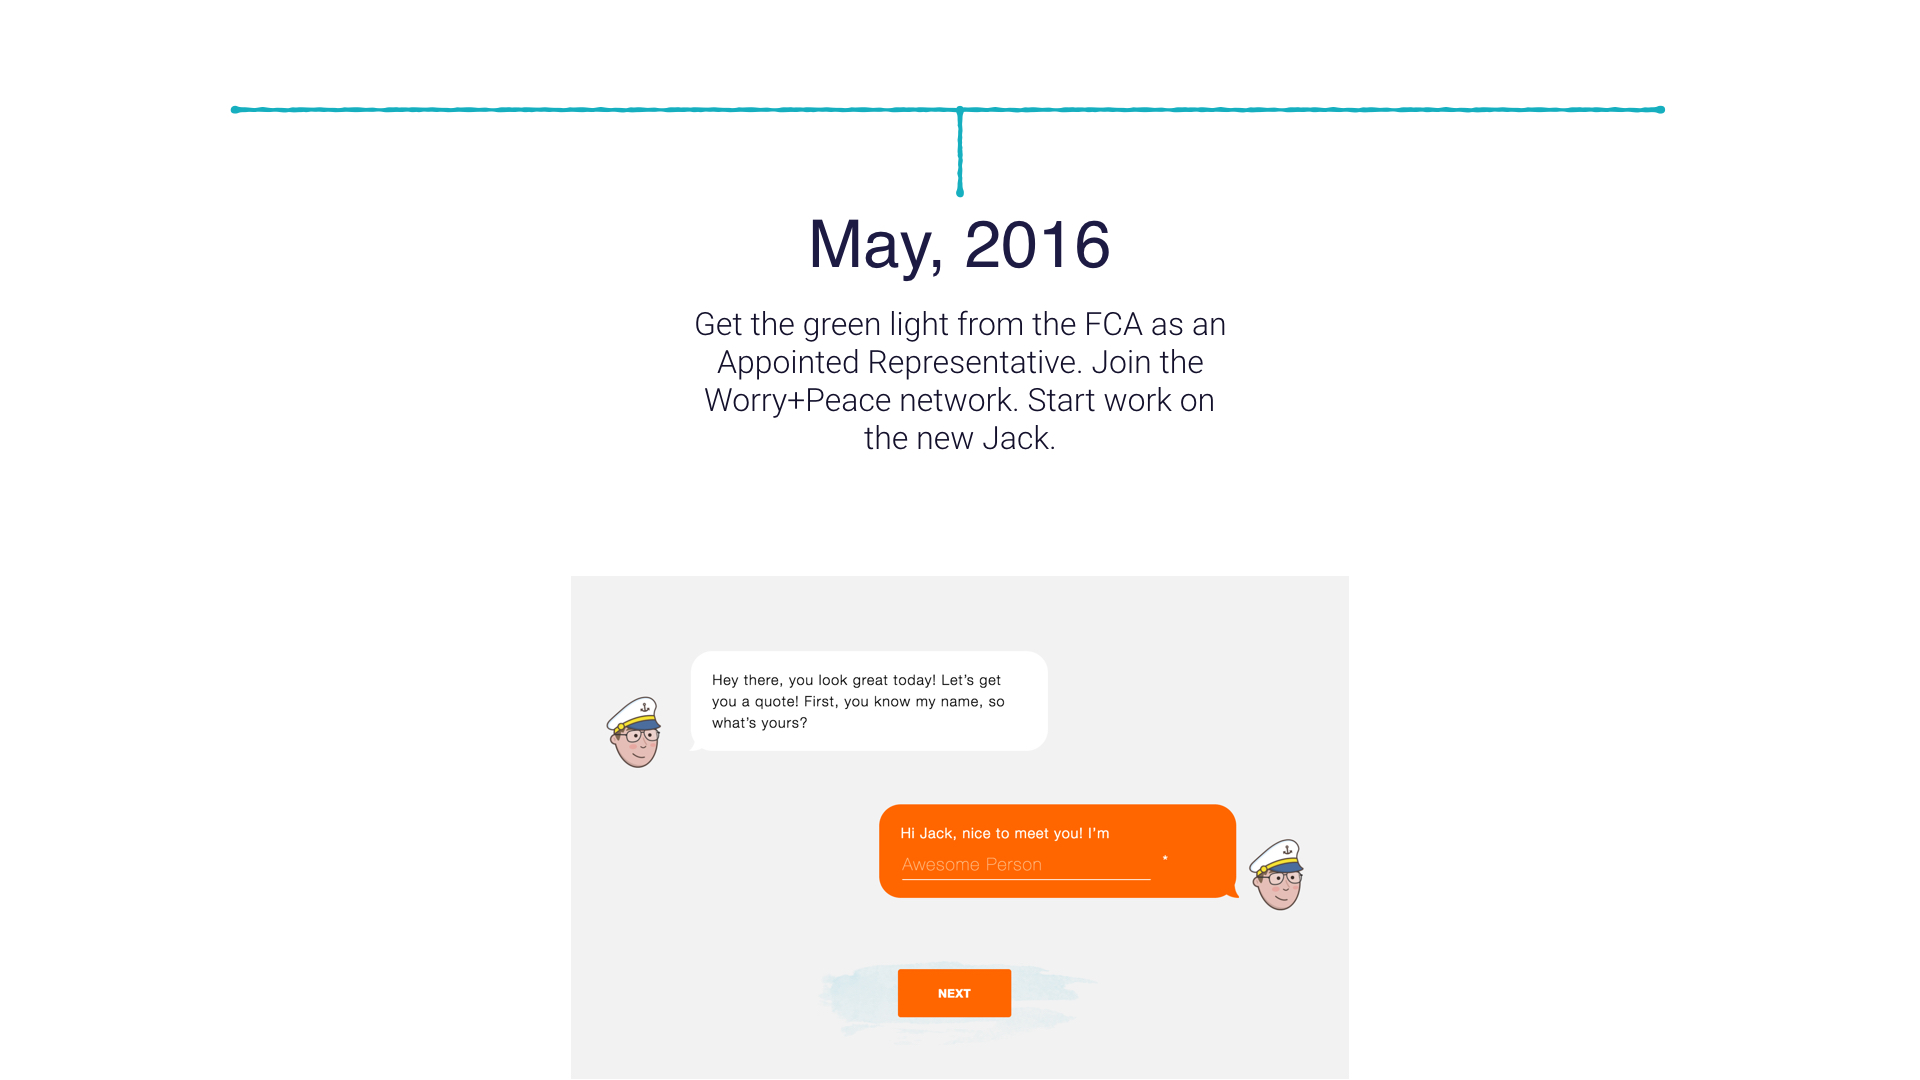 May, 2016
Get the green light from the FCA as an
Appointed Representative. Join the
Worry+Peace network. Start work on
the new Jack.
Hey there, you look great today! Let's get
you a quote! First, you know my name, so
what's yours?
Hi Jack, nice to meet you! I'm
Awesome Person *
NEXT